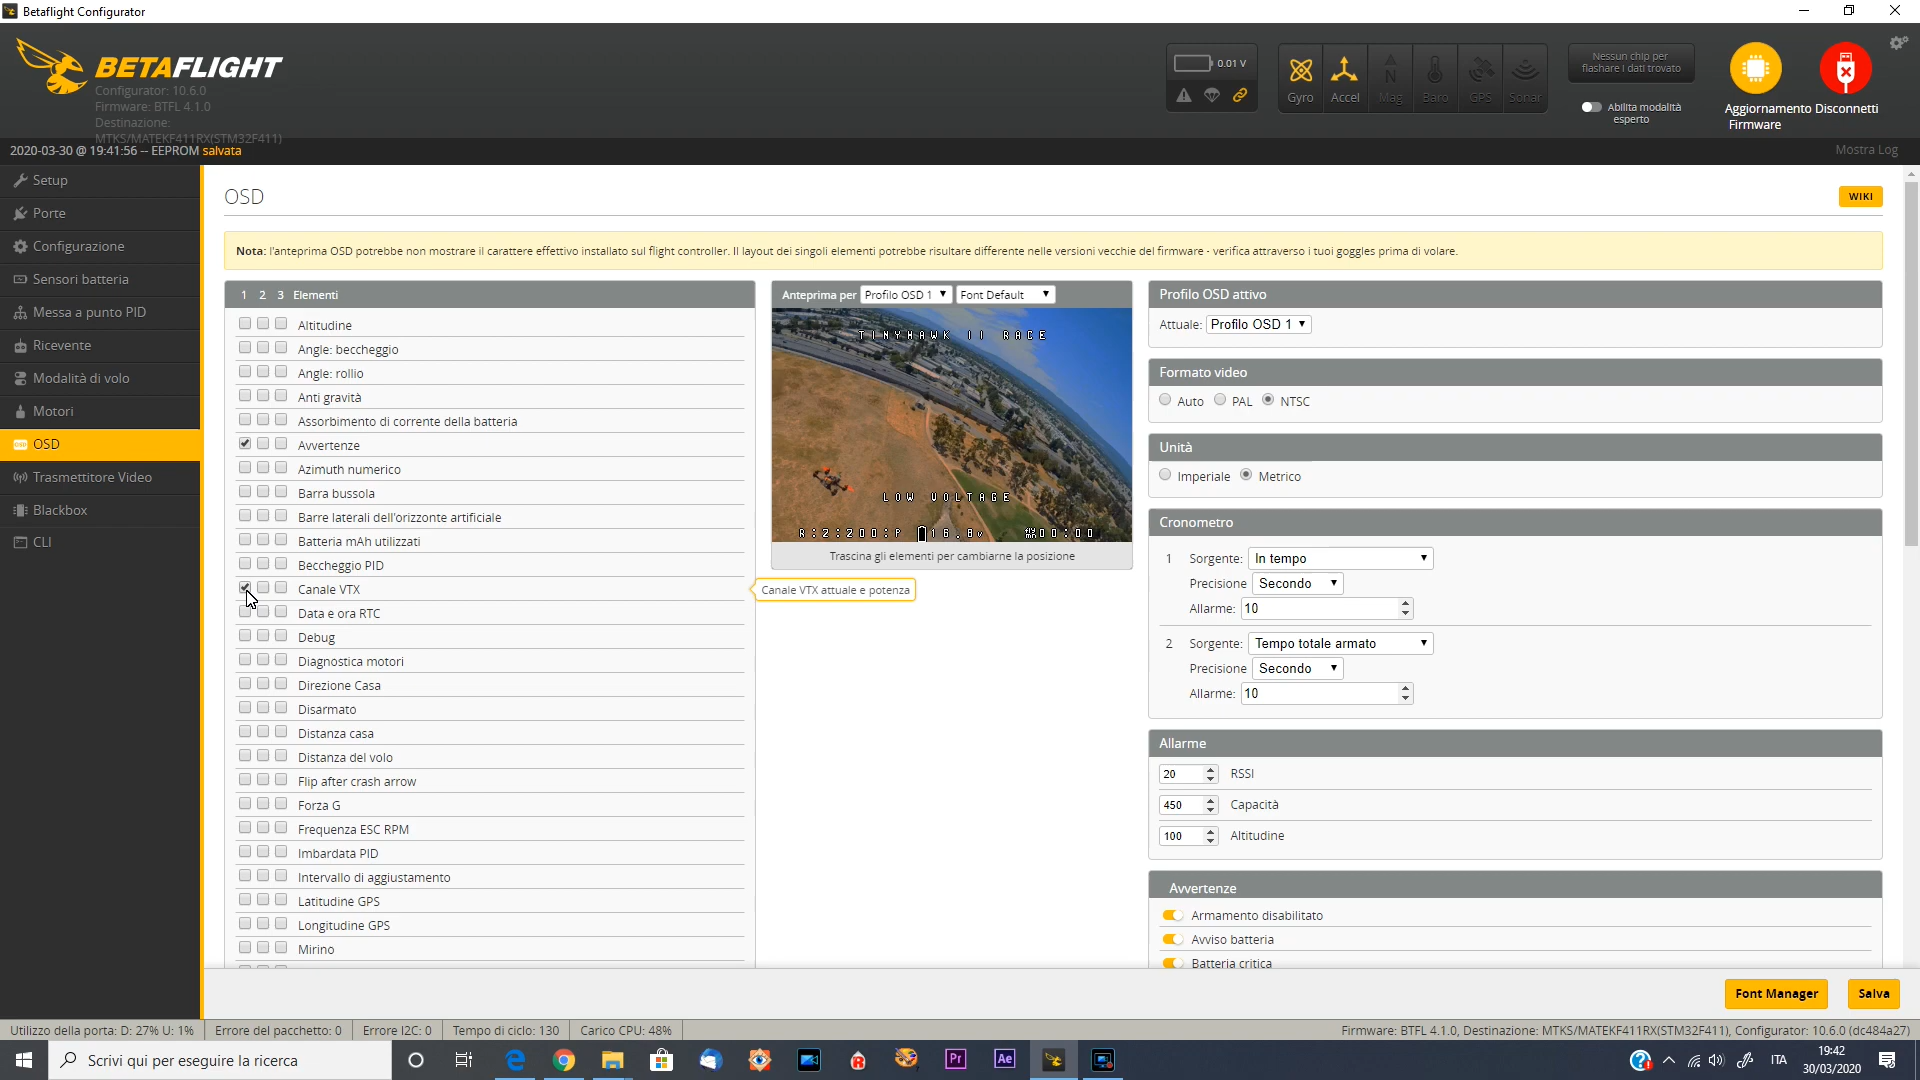 Betaflight Configurator
BETAFLIGHT
Configurator: 10.6.0
Firmware: BTFL 4.1.0
Destinazione:
MTKS/MATEKF411RX(STM32F411)
0.01 V
Gyro
Accel
Mag
Baro
GPS
Sonar
Nessun chip per
flashare i dati trovato
Abilita modalità
esperto
Aggiornamento
Firmware
Disconnetti
2020-03-30 @ 19:41:56 -- EEPROM salvata
Mostra Log
Setup
Porte
Configurazione
Sensori batteria
Messa a punto PID
Ricevente
Modalità di volo
Motori
OSD
Trasmettitore Video
Blackbox
CLI
OSD
WIKI
Nota: l'anteprima OSD potrebbe non mostrare il carattere effettivo installato sul flight controller. Il layout dei singoli elementi potrebbe risultare differente nelle versioni vecchie del firmware - verifica attraverso i tuoi goggles prima di volare.
1 2 3 Elementi
Altitudine
Angle: beccheggio
Angle: rollio
Anti gravità
Assorbimento di corrente della batteria
Avvertenze
Azimuth numerico
Barra bussola
Barre laterali dell'orizzonte artificiale
Batteria mAh utilizzati
Beccheggio PID
Canale VTX
Data e ora RTC
Debug
Diagnostica motori
Direzione Casa
Disarmato
Distanza casa
Distanza del volo
Flip after crash arrow
Forza G
Frequenza ESC RPM
Imbardata PID
Intervallo di aggiustamento
Latitudine GPS
Longitudine GPS
Mirino
Anteprima per Profilo OSD 1 Font Default
TINYHAWK II RACE
LOW VOLTAGE
R:2:200:P 16.8v 00:00
Trascina gli elementi per cambiarne la posizione
Canale VTX attuale e potenza
Profilo OSD attivo
Attuale: Profilo OSD 1
Formato video
Auto PAL NTSC
Unità
Imperiale Metrico
Cronometro
1 Sorgente: In tempo
Precisione Secondo
Allarme: 10
2 Sorgente: Tempo totale armato
Precisione Secondo
Allarme: 10
Allarme
20 RSSI
450 Capacità
100 Altitudine
Avvertenze
Armamento disabilitato
Avviso batteria
Batteria critica
Font Manager
Salva
Utilizzo della porta: D: 27% U: 1% Errore del pacchetto: 0 Errore I2C: 0 Tempo di ciclo: 130 Carico CPU: 48%
Firmware: BTFL 4.1.0, Destinazione: MTKS/MATEKF411RX(STM32F411), Configurator: 10.6.0 (dc484a27)
Scrivi qui per eseguire la ricerca
Pr
Ae
ITA
19:42
30/03/2020